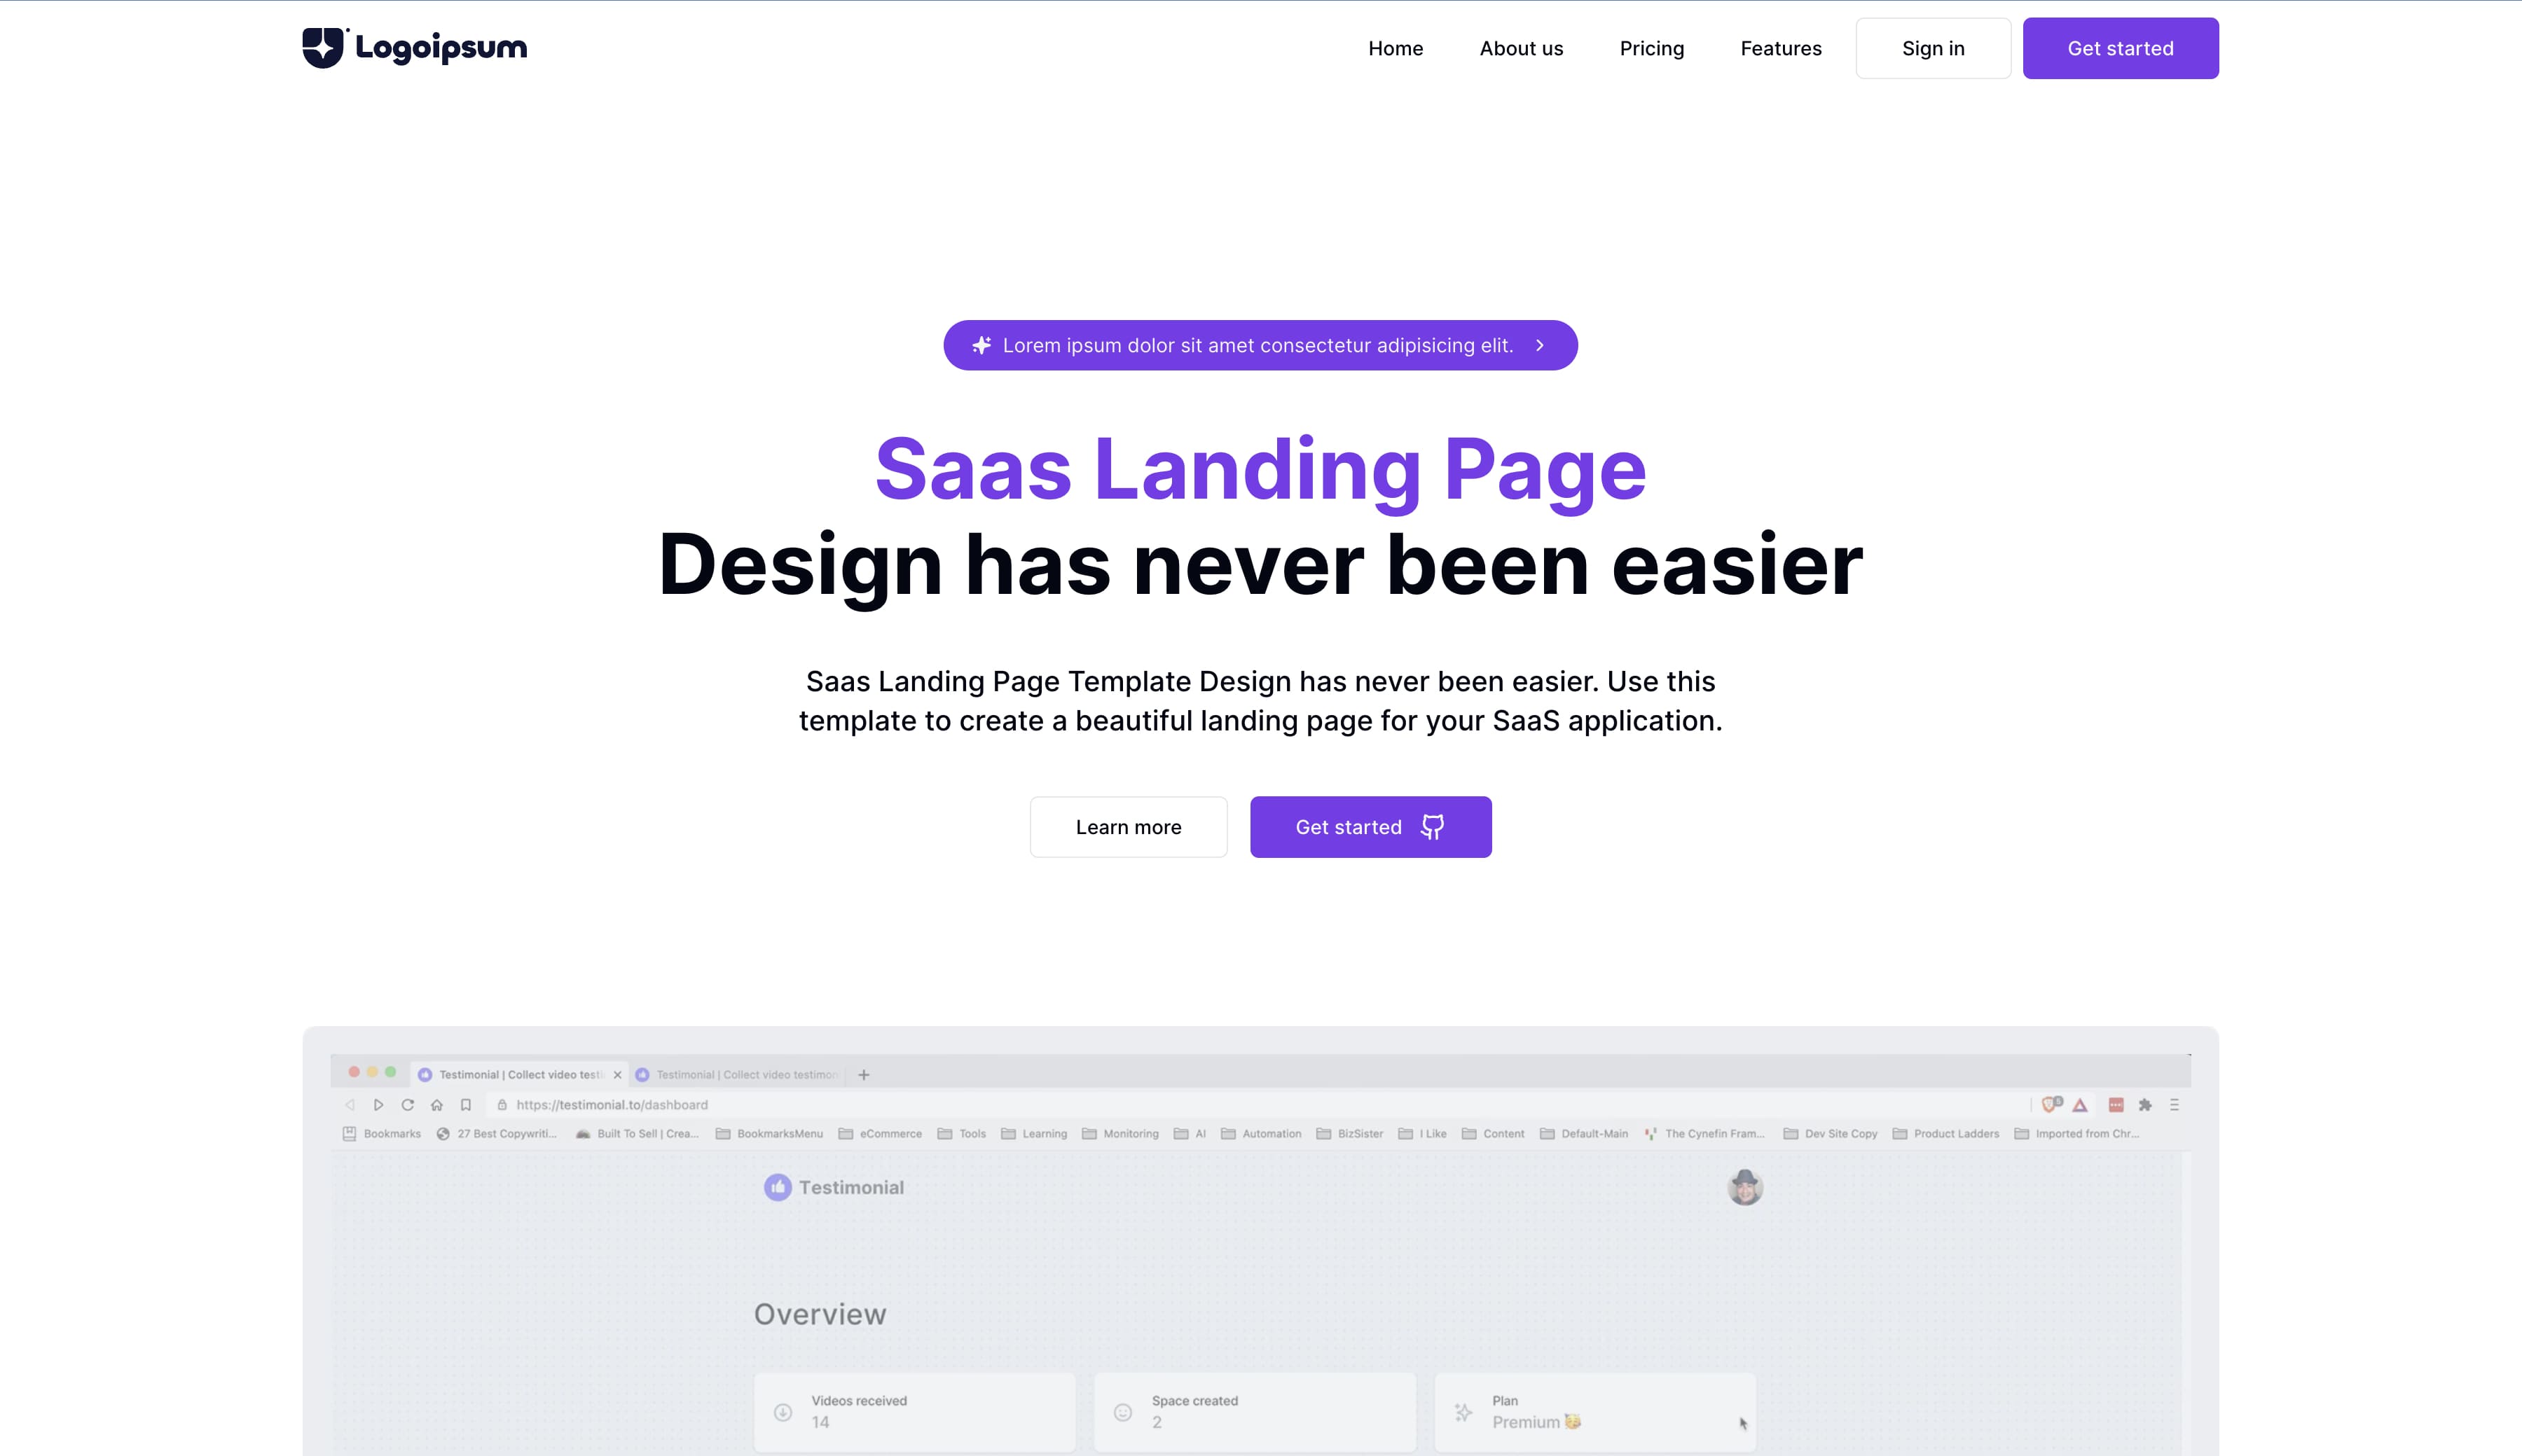 Logoipsum
Home About us Pricing Features Sign in Get started
Lorem ipsum dolor sit amet consectetur adipisicing elit.
Saas Landing Page
Design has never been easier
Saas Landing Page Template Design has never been easier. Use this
template to create a beautiful landing page for your SaaS application.
Learn more Get started
Testimonial | Collect video testi Testimonial | Collect video testimon
https://testimonial.to/dashboard
Bookmarks 27 Best Copywriti... Built To Sell | Crea... BookmarksMenu eCommerce Tools Learning Monitoring AI Automation BizSister I Like Content Default-Main The Cynefin Fram... Dev Site Copy Product Ladders Imported from Chr...
Testimonial
Overview
Videos received Space created Plan
14 2 Premium 🥳